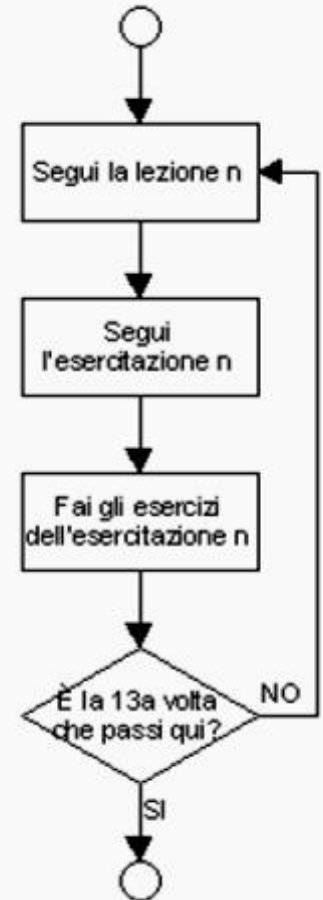 Segui la lezione n
Segui
l'esercitazione n
Fai gli esercizi
dell'esercitazione n
È la 13a volta
che passi qui?
NO
SI